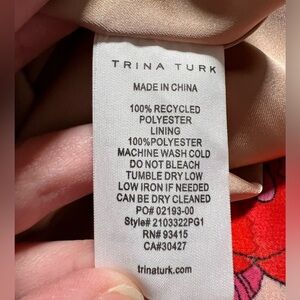 TRINA TURK
MADE IN CHINA
100% RECYCLED
POLYESTER
LINING
100%POLYESTER
MACHINE WASH COLD
DO NOT BLEACH
TUMBLE DRY LOW
LOW IRON IF NEEDED
CAN BE DRY CLEANED
PO# 02193-00
Style# 2103322PG1
RN# 93415
CA#30427
trinaturk.com